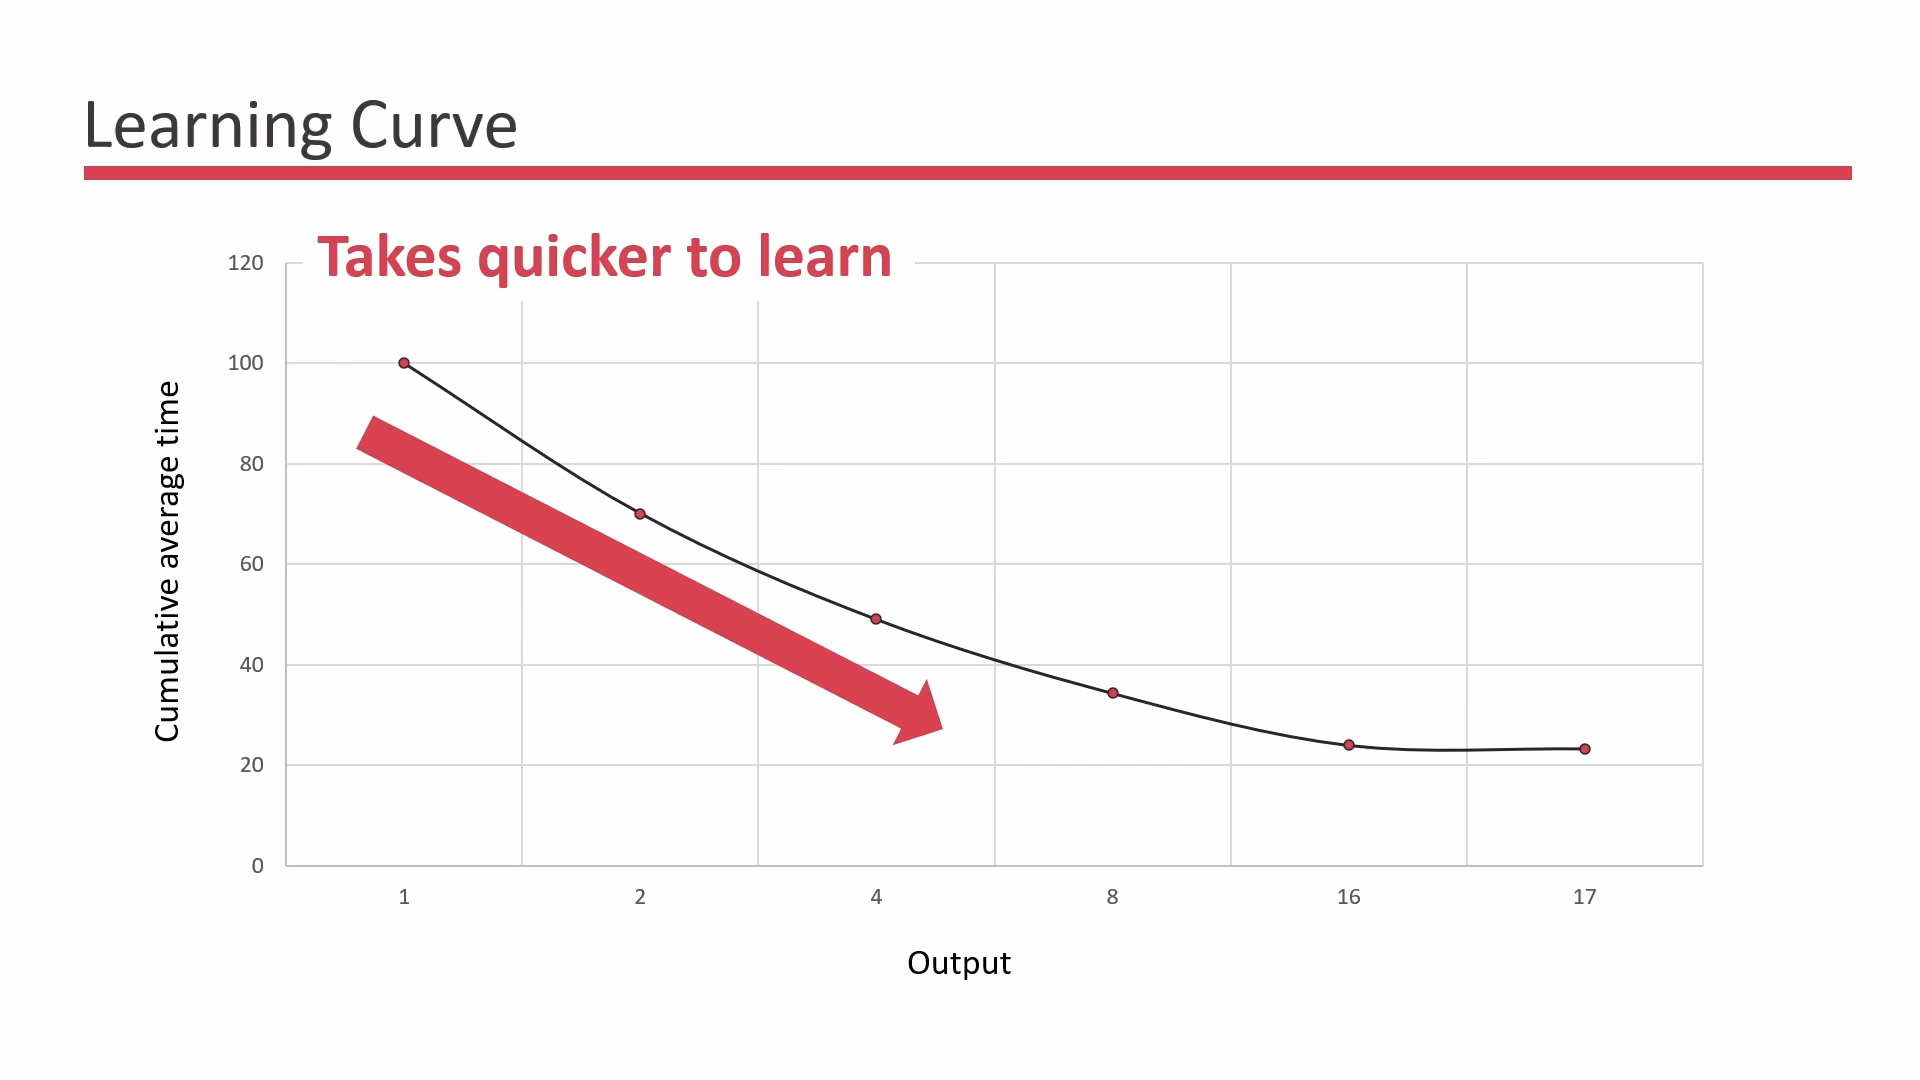 Learning Curve
Takes quicker to learn
120
100
80
60
40
20
0
Cumulative average time
1 2 4 8 16 17
Output